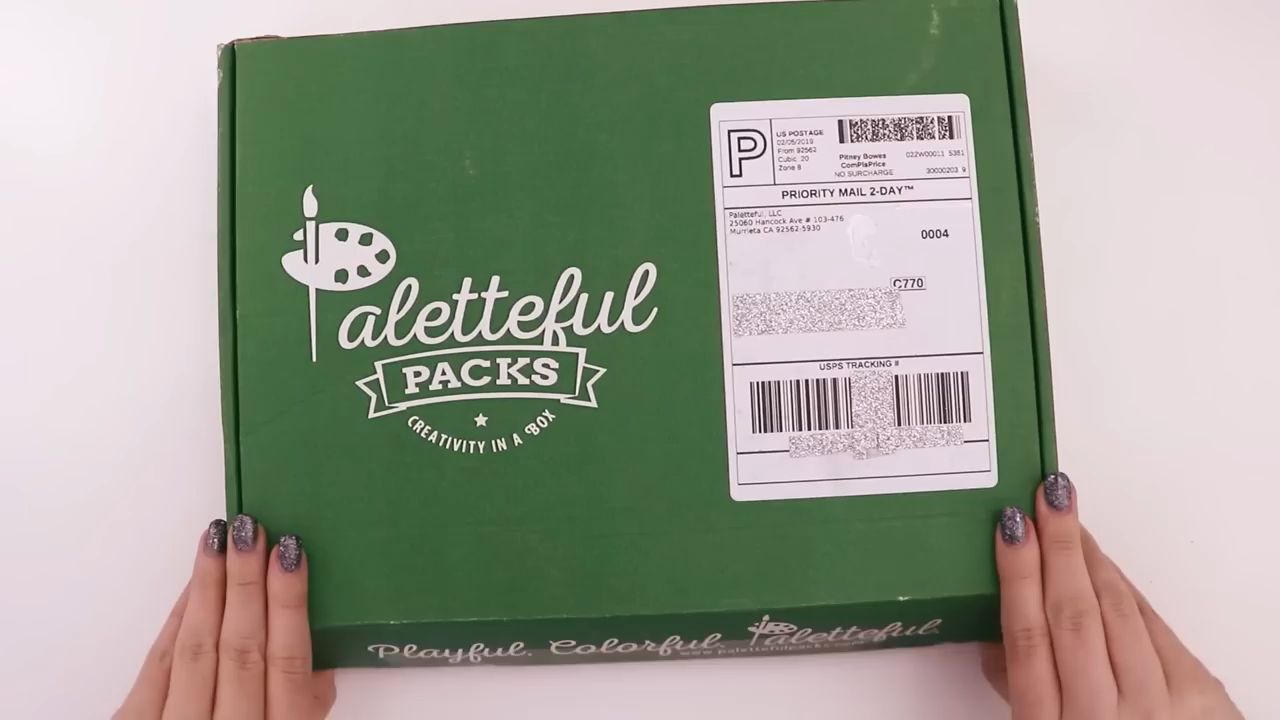 Paletteful
PACKS
CREATIVITY IN A BOX
P
US POSTAGE
02/05/2019
From 92562
Cubic .20
Zone 8
Pitney Bowes
ComPlsPrice
NO SURCHARGE
022W00011 5381
30000203 9
PRIORITY MAIL 2-DAY™
Paletteful, LLC
25060 Hancock Ave # 103-476
Murrieta CA 92562-5930
0004
C770
USPS TRACKING #
Playful. Colorful. Paletteful.
www.palettefulpacks.com